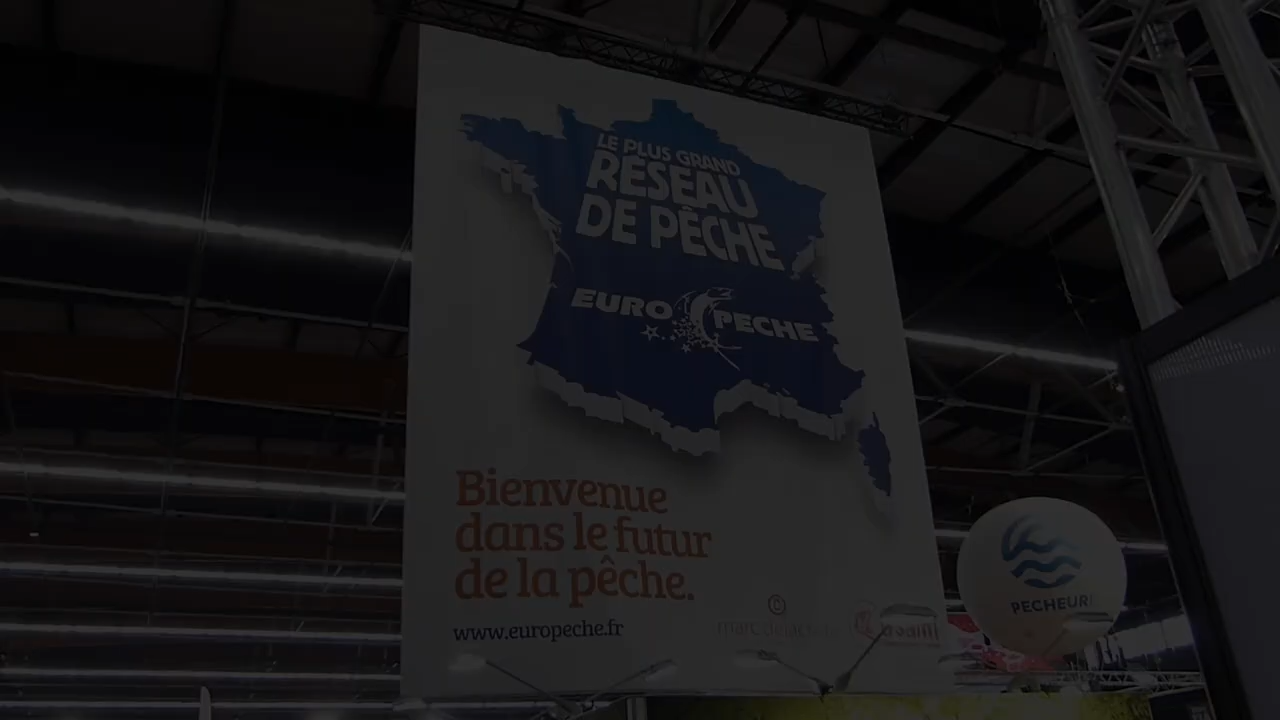 LE PLUS GRAND
RÉSEAU
DE PÊCHE
EURO PECHE
Bienvenue
dans le futur
de la pêche.
www.europeche.fr
©
PECHEUR